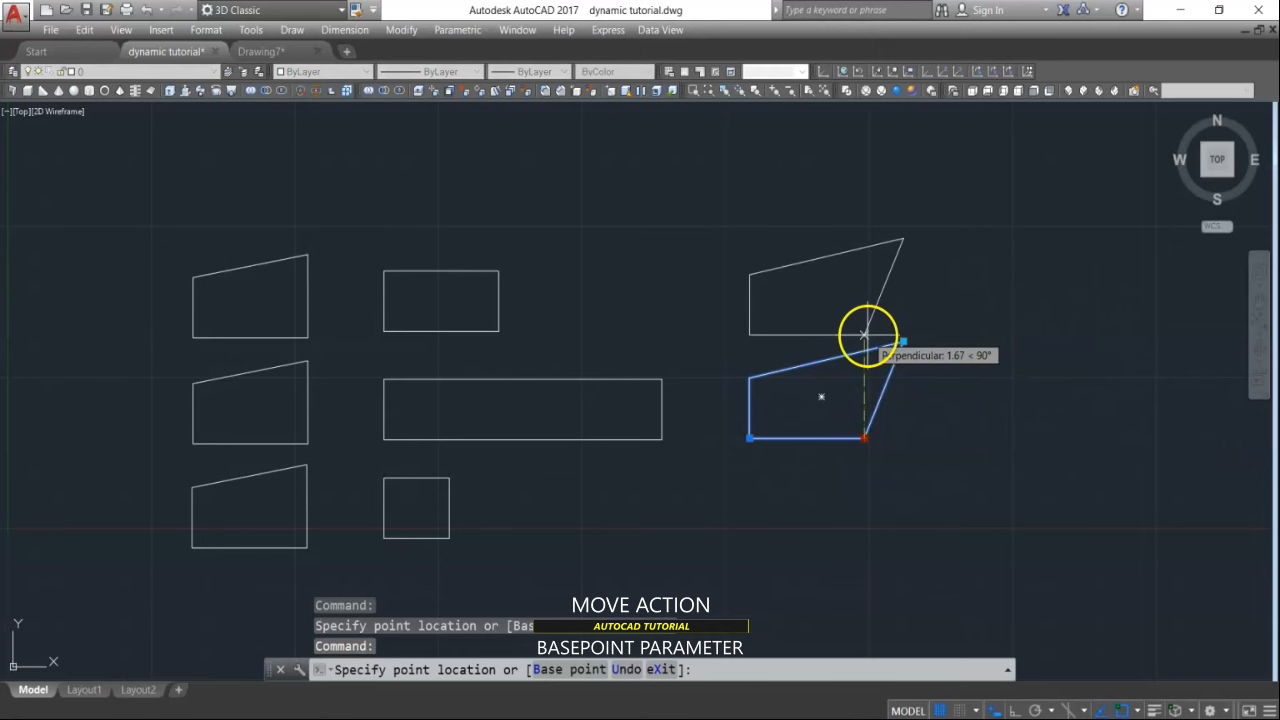 3D Classic
Autodesk AutoCAD 2017 dynamic tutorial.dwg
Type a keyword or phrase
Sign In
File Edit View Insert Format Tools Draw Dimension Modify Parametric Window Help Express Data View
Start dynamic tutorial* Drawing7*
0 ByLayer ByLayer ByLayer ByColor
[−][Top][2D Wireframe]
N
W TOP E
S
WCS
Perpendicular: 1.67 < 90°
Command:
MOVE ACTION
Specify point location or [Bas
AUTOCAD TUTORIAL
Command:
BASEPOINT PARAMETER
Y
X
Specify point location or [Base point Undo eXit]:
Model Layout1 Layout2
MODEL